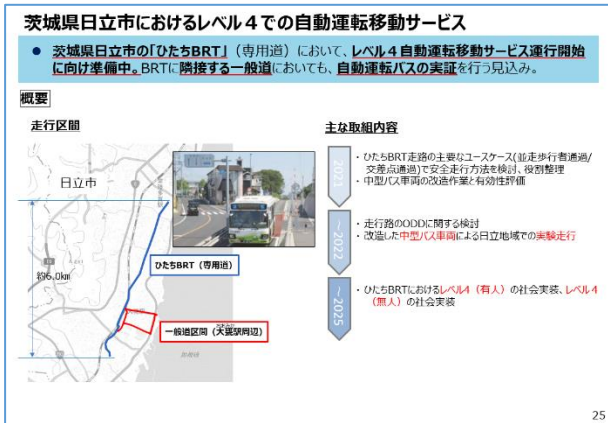 茨城県日立市におけるレベル４での自動運転移動サービス
● 茨城県日立市の「ひたちBRT」（専用道）において、レベル４自動運転移動サービス運行開始
に向け準備中。BRTに隣接する一般道においても、自動運転バスの実証を行う見込み。
概要
走行区間
日立市
約6.0km
ひたちBRT（専用道）
一般道区間（大甕駅周辺）
主な取組内容
2021
・ひたちBRT走路の主要なユースケース(並走歩行者通過/
交差点通過)で安全走行方法を検討、役割整理
・中型バス車両の改造作業と有効性評価
～2022
・走行路のODDに関する検討
・改造した中型バス車両による日立地域での実験走行
～2025
・ひたちBRTにおけるレベル4（有人）の社会実装、レベル４
（無人）の社会実装
25